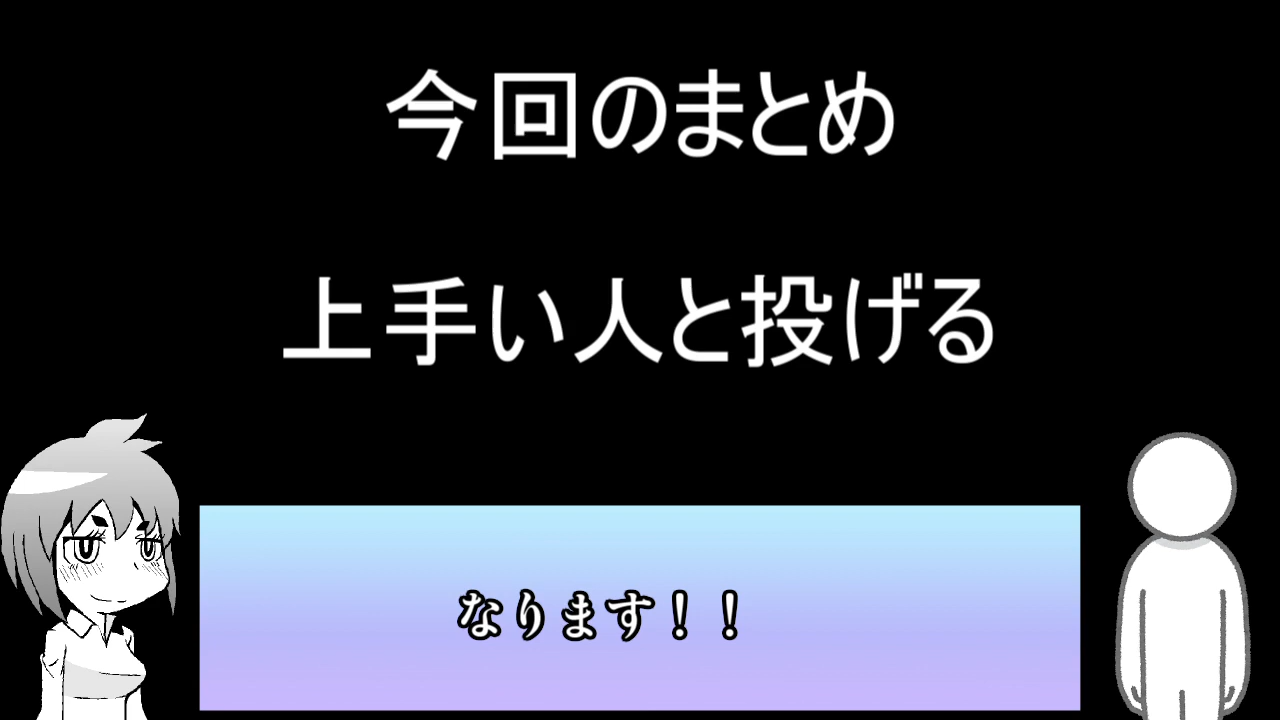 今回のまとめ
上手い人と投げる
なります！！